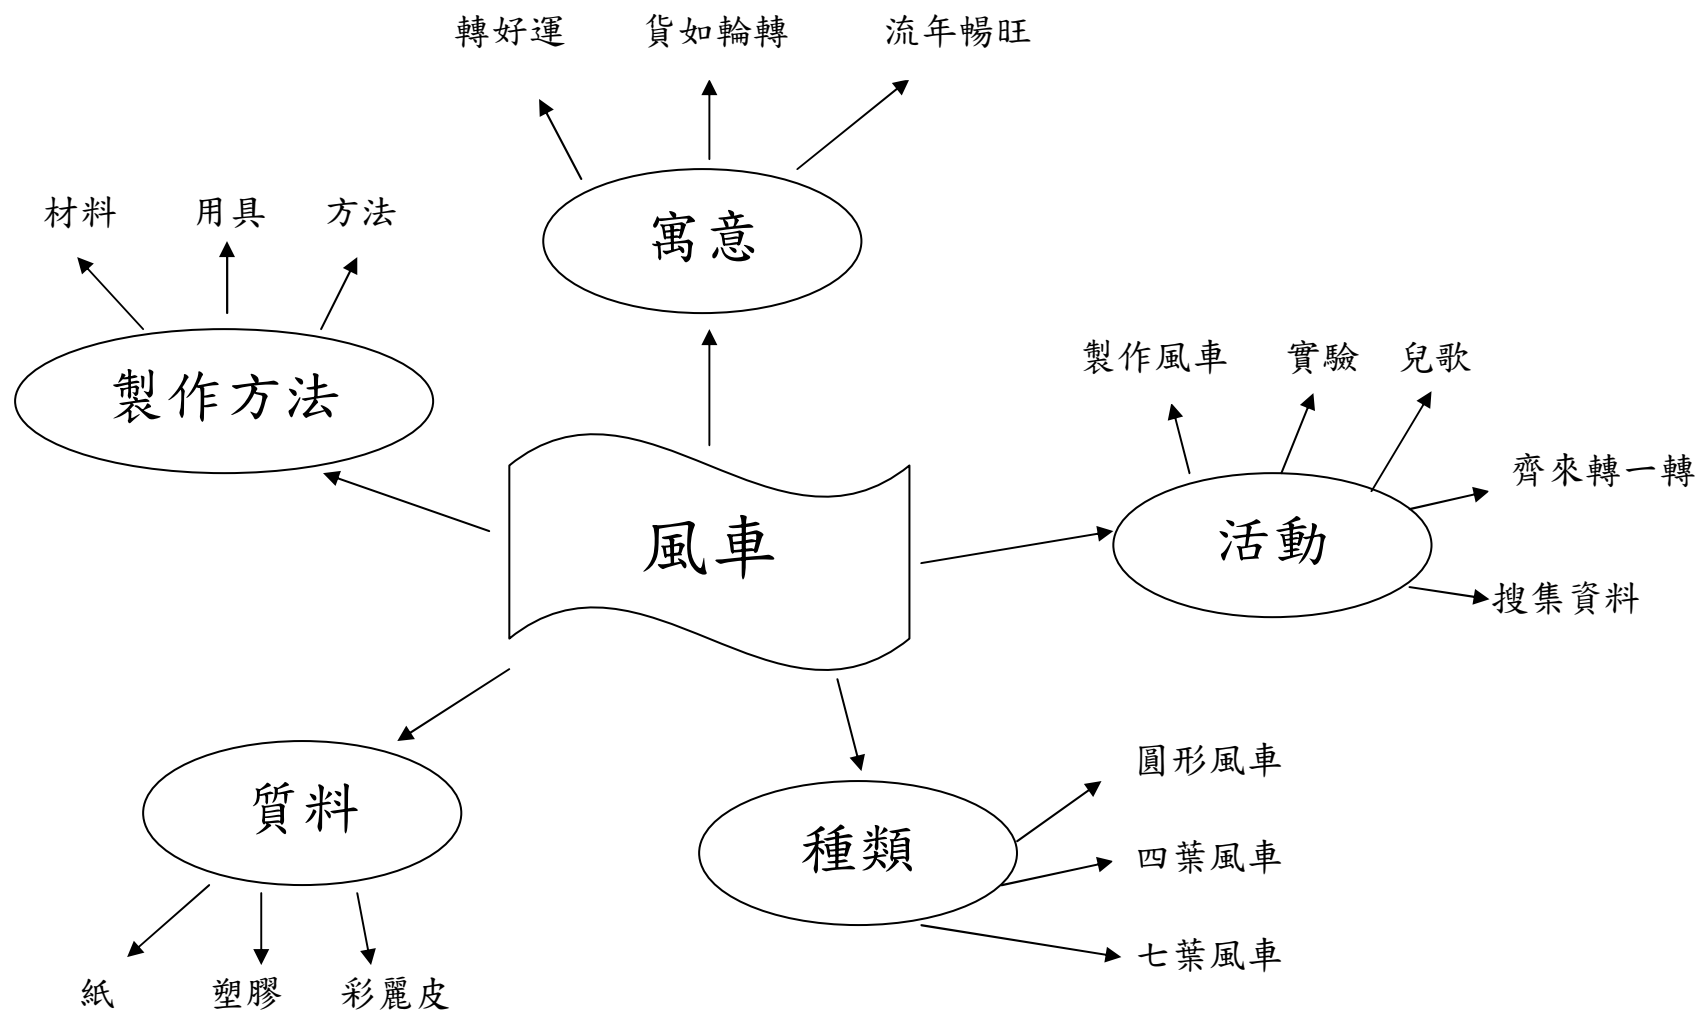 轉好運 貨如輪轉 流年暢旺
寓意
材料 用具 方法
製作方法
製作風車 實驗 兒歌
齊來轉一轉
活動
搜集資料
風車
質料
紙 塑膠 彩麗皮
種類
圓形風車
四葉風車
七葉風車